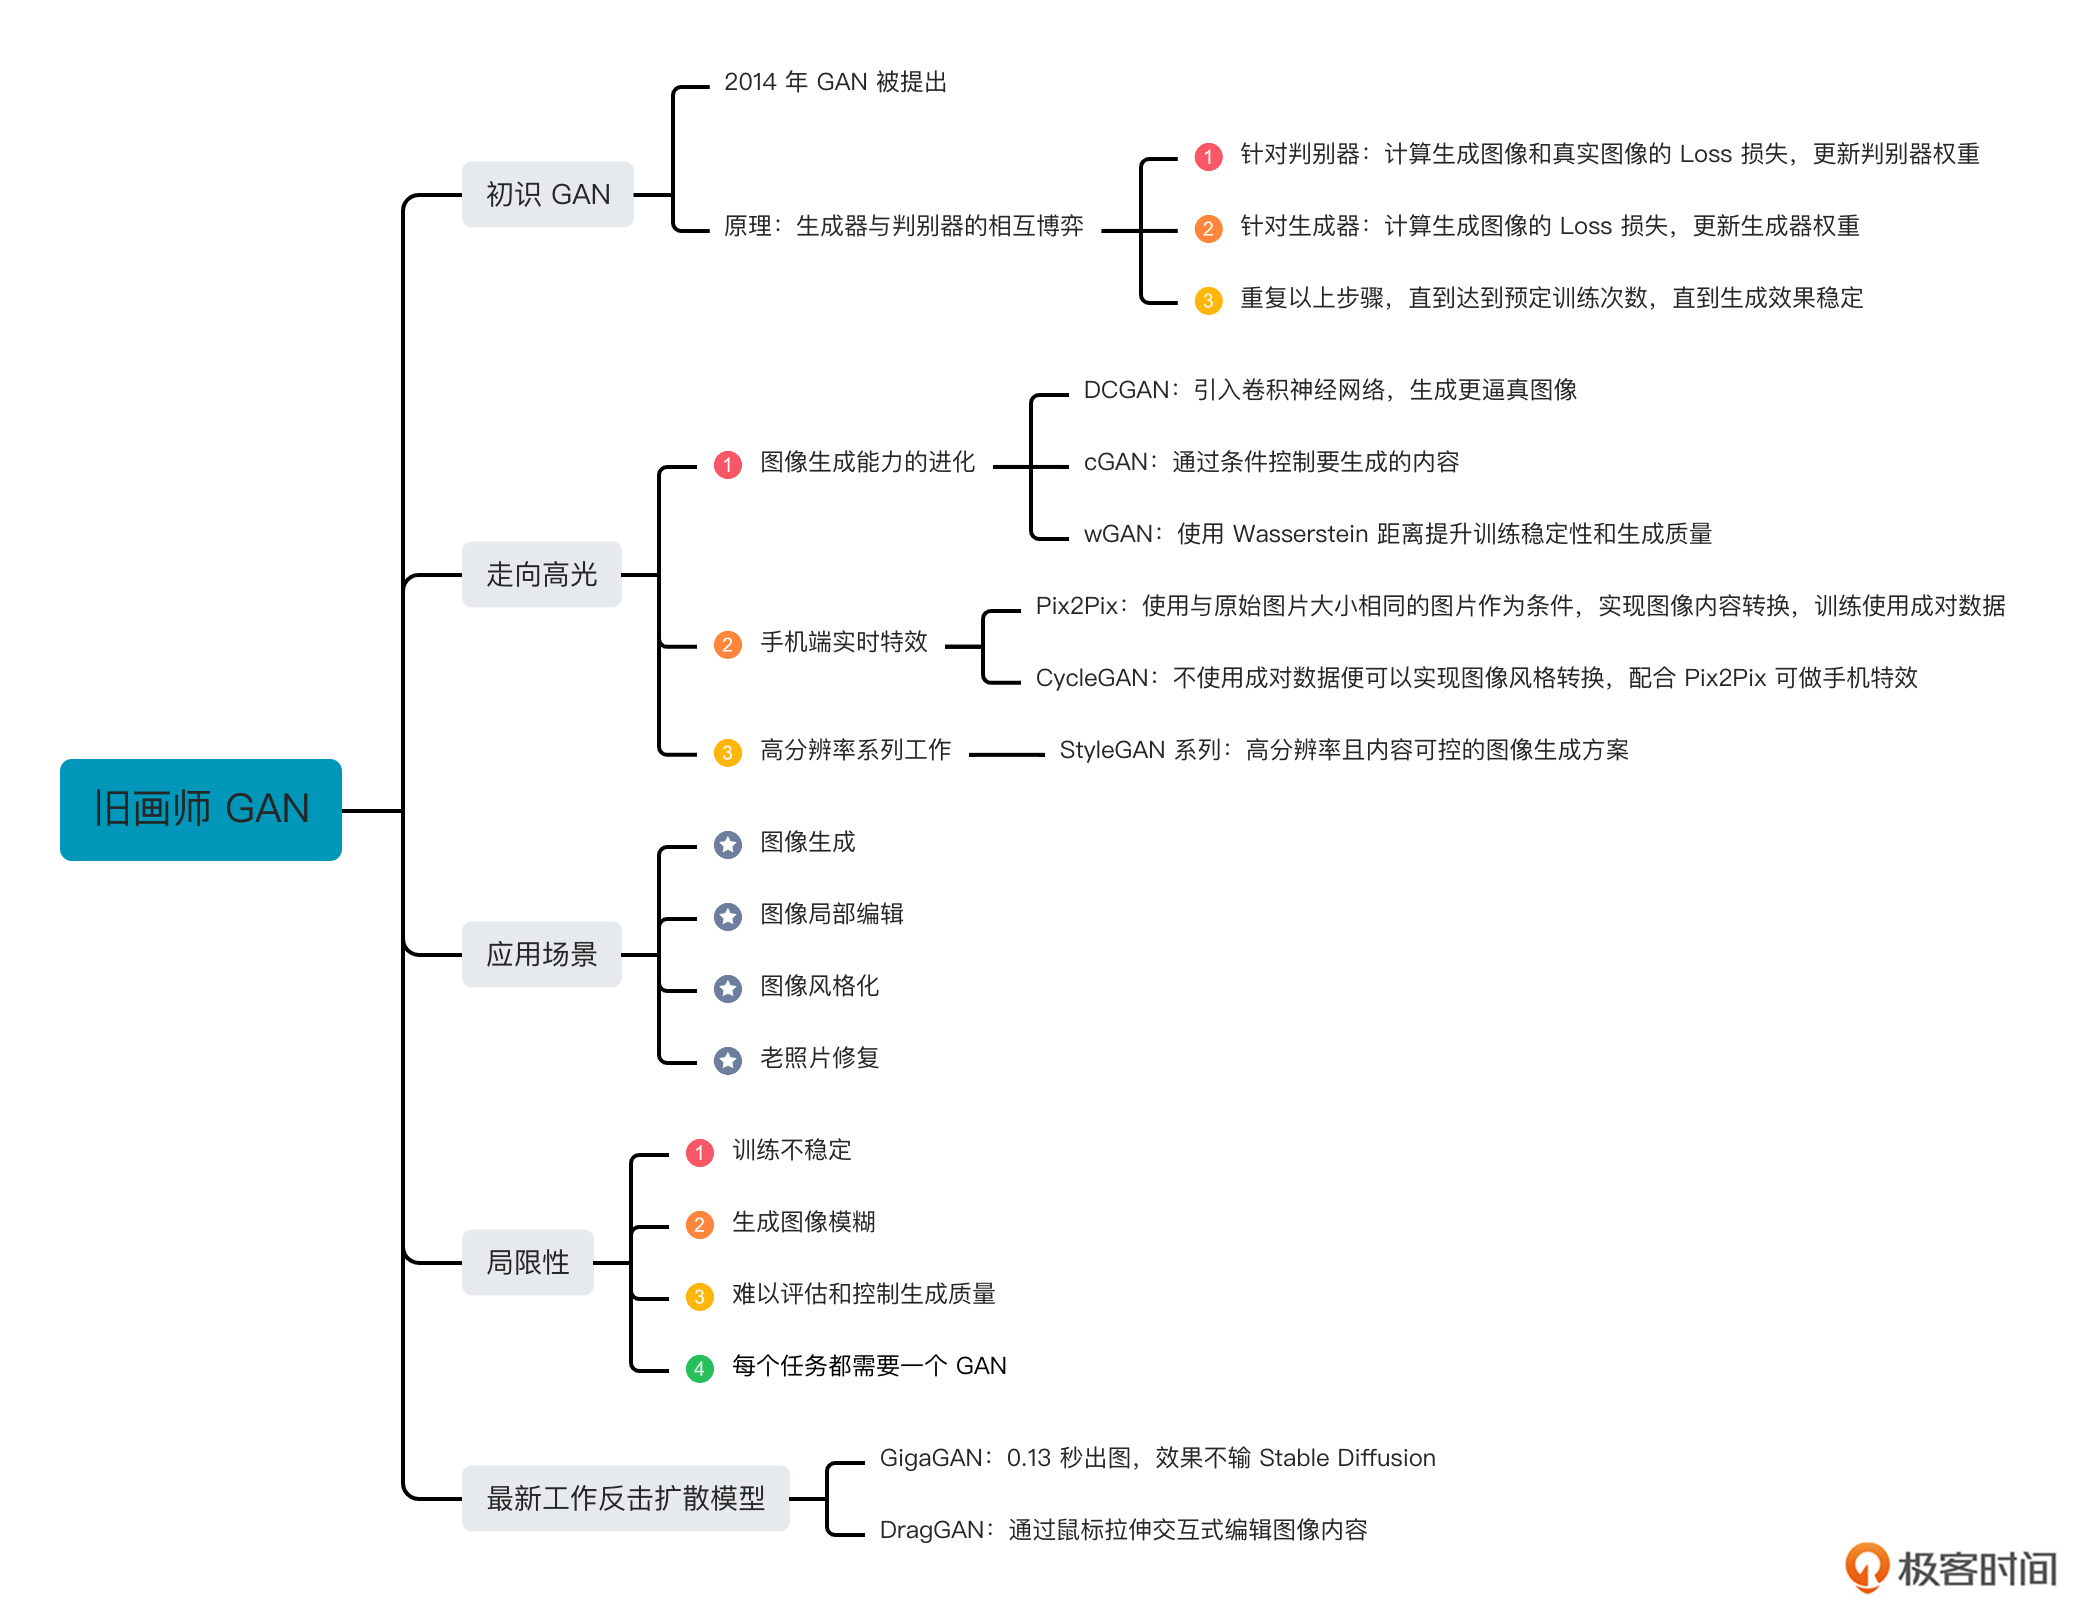 旧画师 GAN
初识 GAN
2014 年 GAN 被提出
原理：生成器与判别器的相互博弈
1 针对判别器：计算生成图像和真实图像的 Loss 损失，更新判别器权重
2 针对生成器：计算生成图像的 Loss 损失，更新生成器权重
3 重复以上步骤，直到达到预定训练次数，直到生成效果稳定
走向高光
1 图像生成能力的进化
DCGAN：引入卷积神经网络，生成更逼真图像
cGAN：通过条件控制要生成的内容
wGAN：使用 Wasserstein 距离提升训练稳定性和生成质量
2 手机端实时特效
Pix2Pix：使用与原始图片大小相同的图片作为条件，实现图像内容转换，训练使用成对数据
CycleGAN：不使用成对数据便可以实现图像风格转换，配合 Pix2Pix 可做手机特效
3 高分辨率系列工作
StyleGAN 系列：高分辨率且内容可控的图像生成方案
应用场景
图像生成
图像局部编辑
图像风格化
老照片修复
局限性
1 训练不稳定
2 生成图像模糊
3 难以评估和控制生成质量
4 每个任务都需要一个 GAN
最新工作反击扩散模型
GigaGAN：0.13 秒出图，效果不输 Stable Diffusion
DragGAN：通过鼠标拉伸交互式编辑图像内容
极客时间